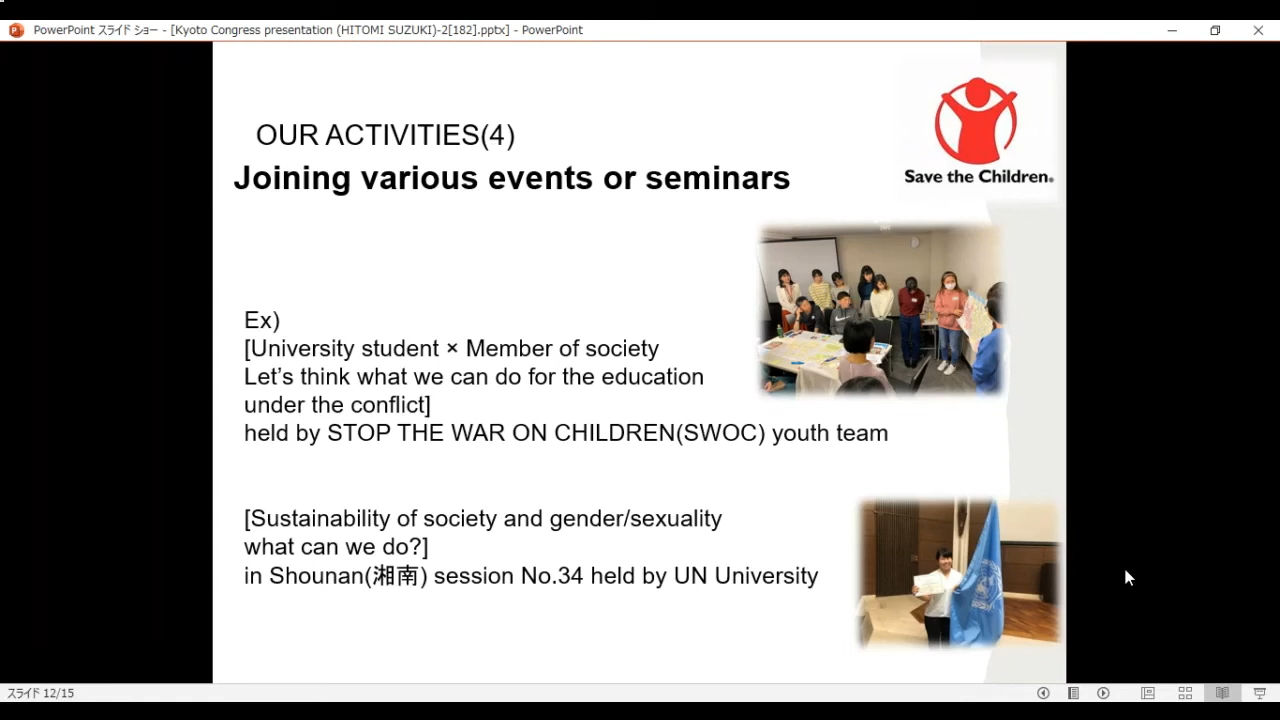 PowerPoint スライド ショー - [Kyoto Congress presentation (HITOMI SUZUKI)-2[182].pptx] - PowerPoint
OUR ACTIVITIES(4)
Joining various events or seminars
Save the Children®
Ex)
[University student × Member of society
Let's think what we can do for the education
under the conflict]
held by STOP THE WAR ON CHILDREN(SWOC) youth team
[Sustainability of society and gender/sexuality
what can we do?]
in Shounan(湘南) session No.34 held by UN University
スライド 12/15